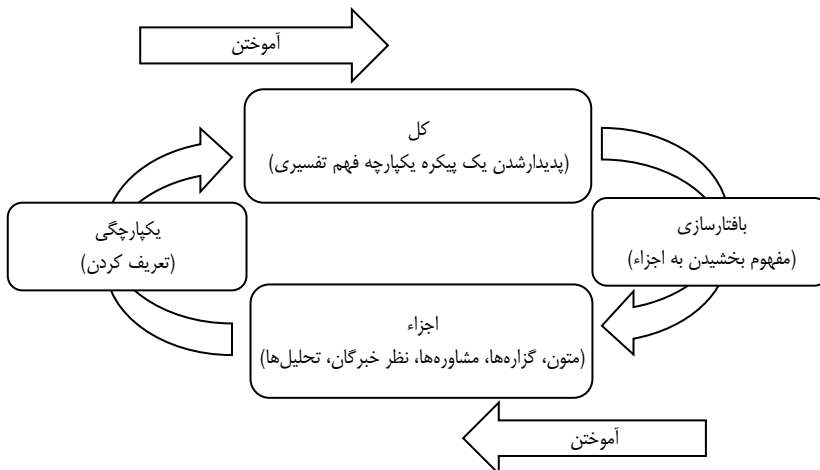 آموختن
کل
(پدیدارشدن یک پیکره یکپارچه فهم تفسیری)
بافتارسازی
(مفهوم بخشیدن به اجزاء)
یکپارچگی
(تعریف کردن)
اجزاء
(متون، گزاره‌ها، مشاوره‌ها، نظر خبرگان، تحلیل‌ها)
آموختن